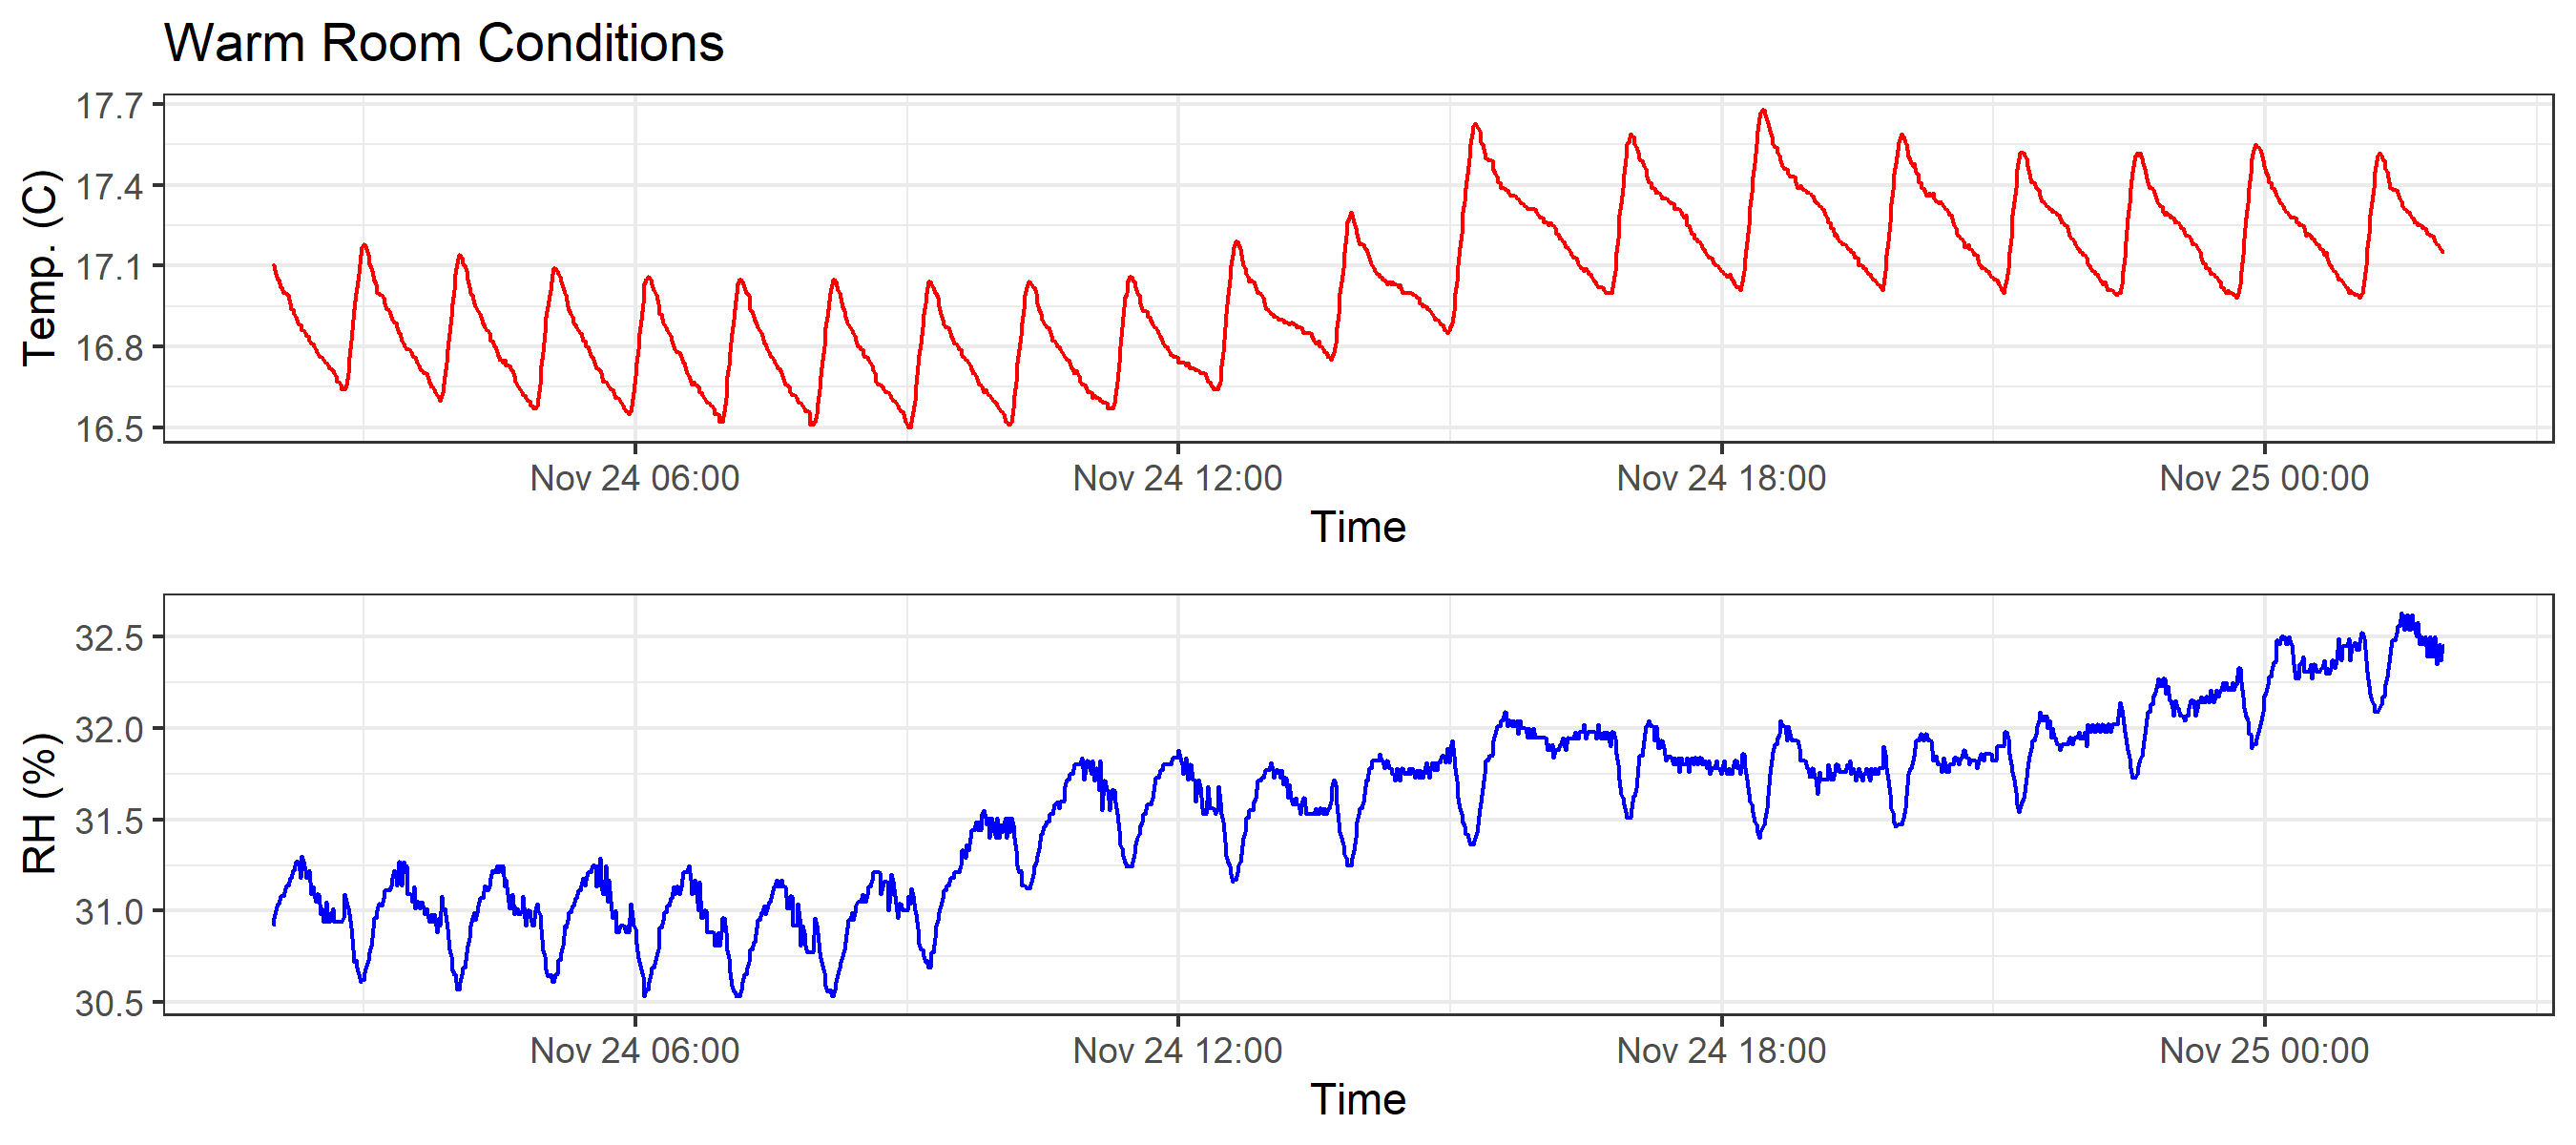 Warm Room Conditions
Temp. (C)
17.7
17.4
17.1
16.8
16.5
Nov 24 06:00 Nov 24 12:00 Nov 24 18:00 Nov 25 00:00
Time
RH (%)
32.5
32.0
31.5
31.0
30.5
Nov 24 06:00 Nov 24 12:00 Nov 24 18:00 Nov 25 00:00
Time